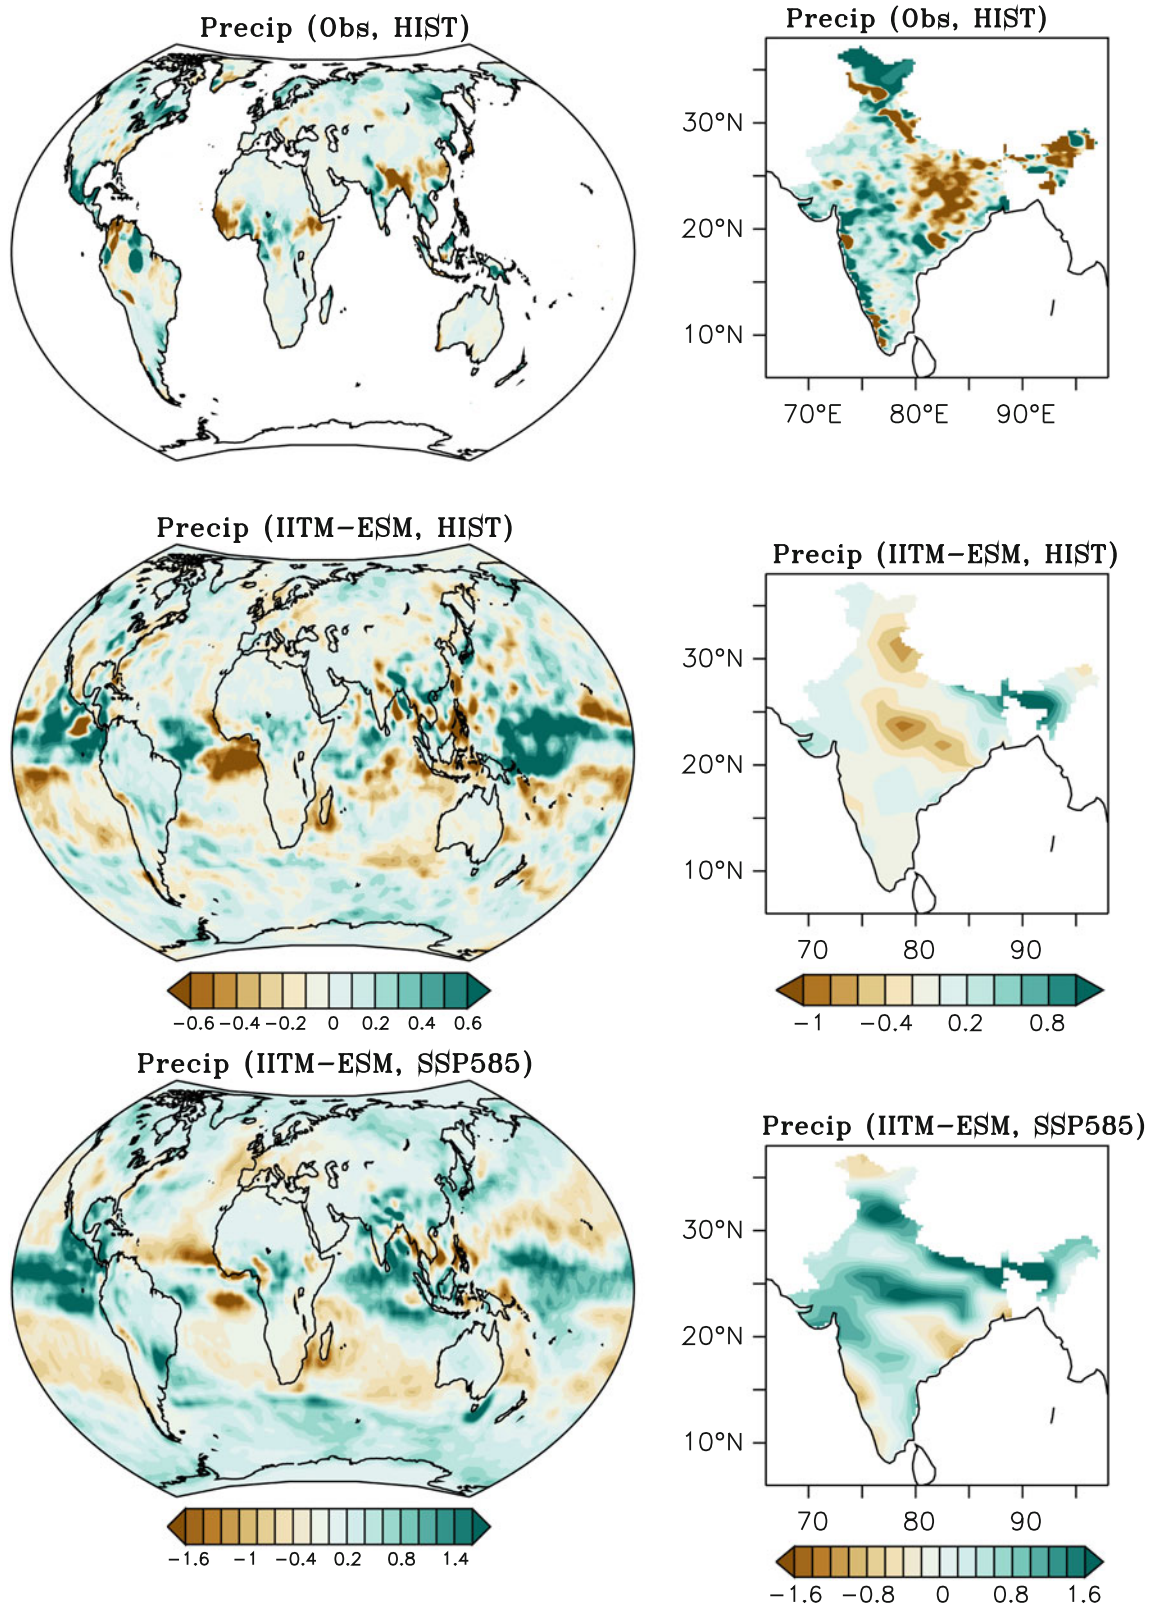 Precip (Obs, HIST)
Precip (Obs, HIST)
30°N
20°N
10°N
70°E 80°E 90°E
Precip (IITM-ESM, HIST)
Precip (IITM-ESM, HIST)
30°N
20°N
10°N
70 80 90
-0.6 -0.4 -0.2 0 0.2 0.4 0.6
-1 -0.4 0.2 0.8
Precip (IITM-ESM, SSP585)
Precip (IITM-ESM, SSP585)
30°N
20°N
10°N
70 80 90
-1.6 -1 -0.4 0.2 0.8 1.4
-1.6 -0.8 0 0.8 1.6